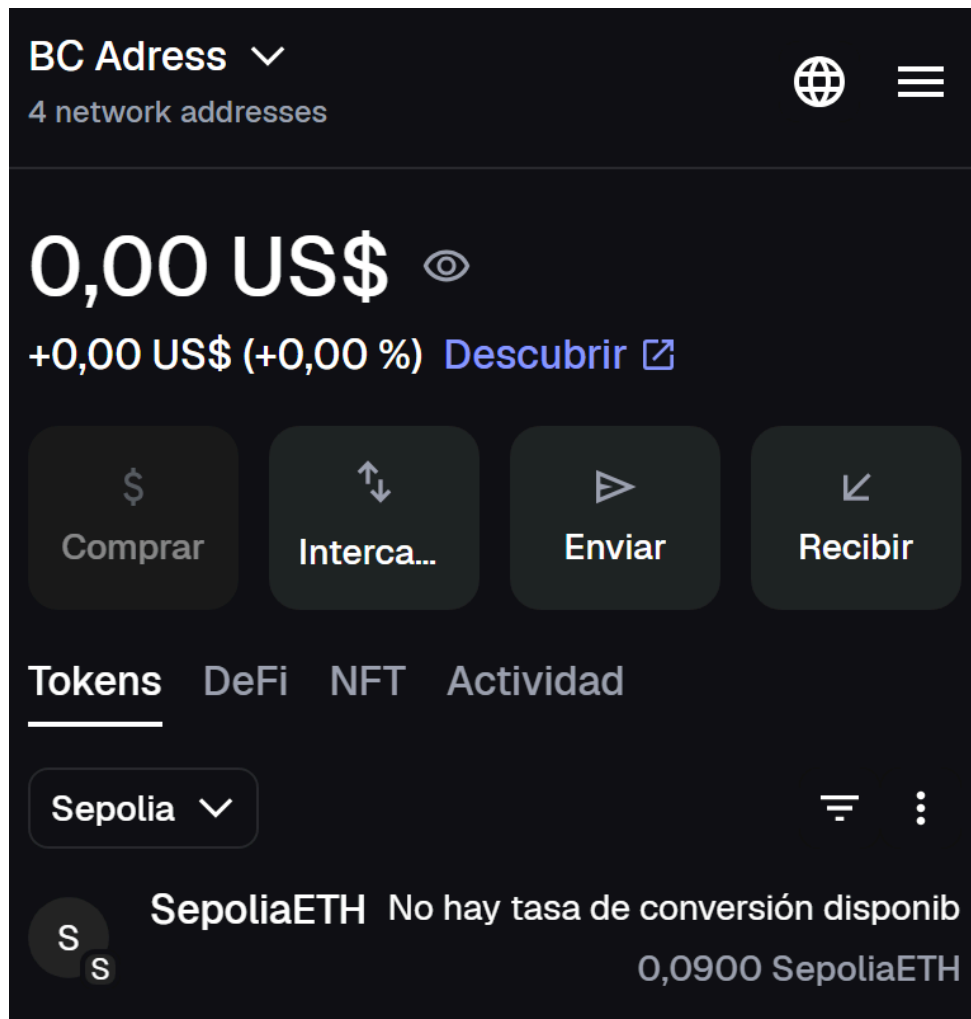 BC Adress
4 network addresses
0,00 US$
+0,00 US$ (+0,00 %) Descubrir
$
Comprar
Interca...
Enviar
Recibir
Tokens DeFi NFT Actividad
Sepolia
S
S
SepoliaETH No hay tasa de conversión disponib
0,0900 SepoliaETH